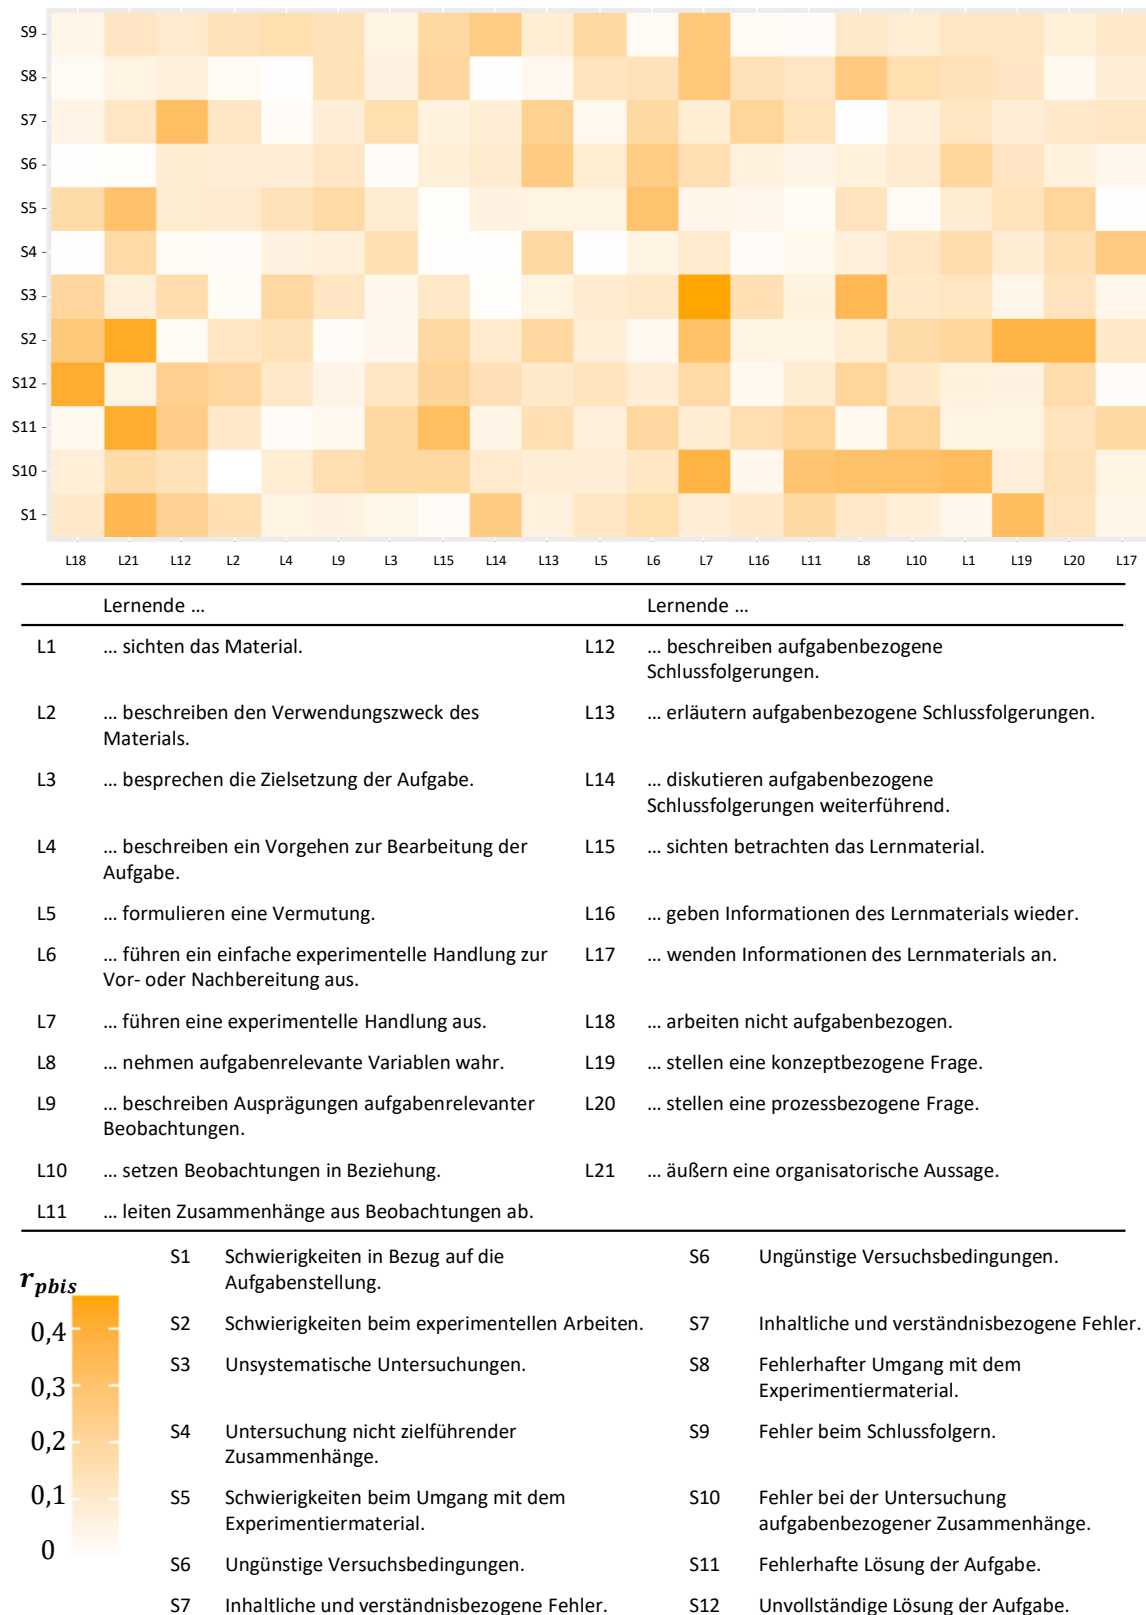 S9
S8
S7
S6
S5
S4
S3
S2
S12
S11
S10
S1
L18 L21 L12 L2 L4 L9 L3 L15 L14 L13 L5 L6 L7 L16 L11 L8 L10 L1 L19 L20 L17
Lernende ... Lernende ...
L1 ... sichten das Material.
L12 ... beschreiben aufgabenbezogene
Schlussfolgerungen.
L2 ... beschreiben den Verwendungszweck des
Materials.
L13 ... erläutern aufgabenbezogene Schlussfolgerungen.
L3 ... besprechen die Zielsetzung der Aufgabe.
L14 ... diskutieren aufgabenbezogene
Schlussfolgerungen weiterführend.
L4 ... beschreiben ein Vorgehen zur Bearbeitung der
Aufgabe.
L15 ... sichten betrachten das Lernmaterial.
L5 ... formulieren eine Vermutung.
L16 ... geben Informationen des Lernmaterials wieder.
L6 ... führen ein einfache experimentelle Handlung zur
Vor- oder Nachbereitung aus.
L17 ... wenden Informationen des Lernmaterials an.
L7 ... führen eine experimentelle Handlung aus.
L18 ... arbeiten nicht aufgabenbezogen.
L8 ... nehmen aufgabenrelevante Variablen wahr.
L19 ... stellen eine konzeptbezogene Frage.
L9 ... beschreiben Ausprägungen aufgabenrelevanter
Beobachtungen.
L20 ... stellen eine prozessbezogene Frage.
L10 ... setzen Beobachtungen in Beziehung.
L21 ... äußern eine organisatorische Aussage.
L11 ... leiten Zusammenhänge aus Beobachtungen ab.
r_pbis
0,4
0,3
0,2
0,1
0
S1 Schwierigkeiten in Bezug auf die
Aufgabenstellung.
S6 Ungünstige Versuchsbedingungen.
S2 Schwierigkeiten beim experimentellen Arbeiten.
S7 Inhaltliche und verständnisbezogene Fehler.
S3 Unsystematische Untersuchungen.
S8 Fehlerhafter Umgang mit dem
Experimentiermaterial.
S4 Untersuchung nicht zielführender
Zusammenhänge.
S9 Fehler beim Schlussfolgern.
S5 Schwierigkeiten beim Umgang mit dem
Experimentiermaterial.
S10 Fehler bei der Untersuchung
aufgabenbezogener Zusammenhänge.
S6 Ungünstige Versuchsbedingungen.
S11 Fehlerhafte Lösung der Aufgabe.
S7 Inhaltliche und verständnisbezogene Fehler.
S12 Unvollständige Lösung der Aufgabe.